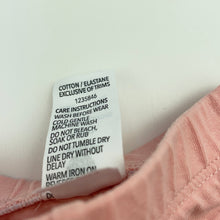 COTTON / ELASTANE
EXCLUSIVE OF TRIMS
1235846
CARE INSTRUCTIONS
WASH BEFORE WEAR
COLD GENTLE
MACHINE WASH
DO NOT BLEACH,
SOAK OR RUB
DO NOT TUMBLE DRY
LINE DRY WITHOUT
DELAY
WARM IRON ON